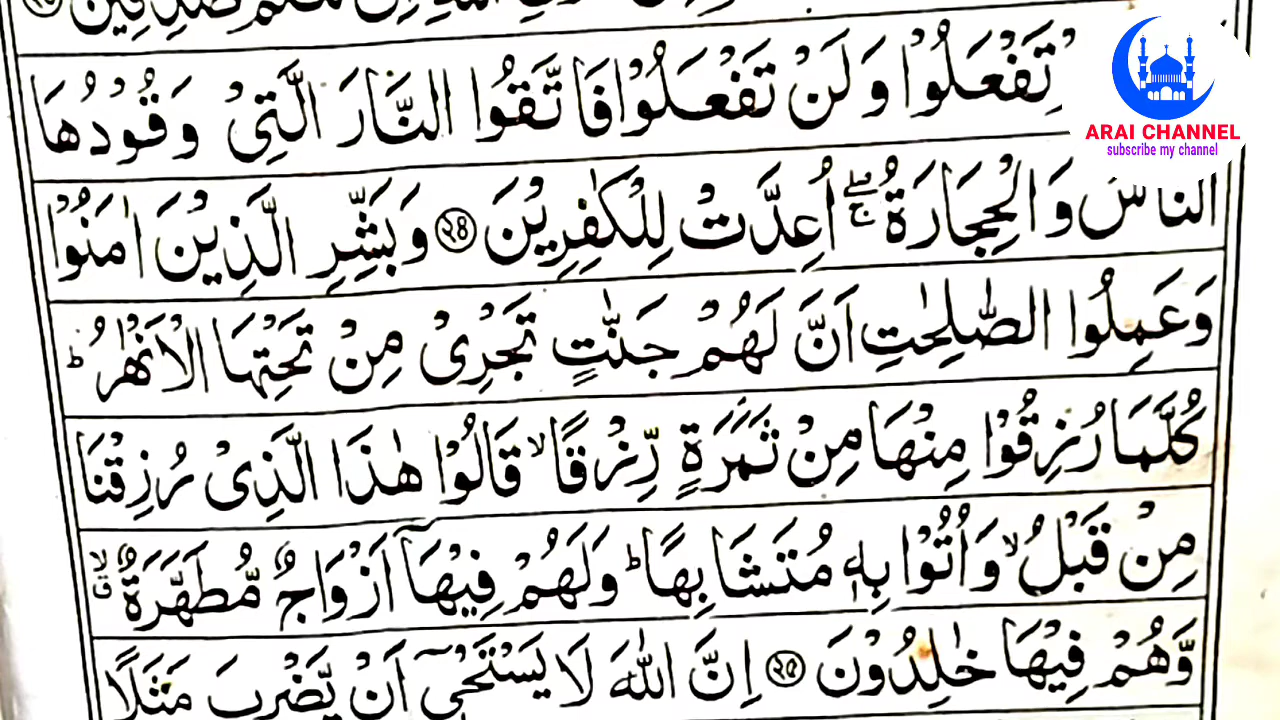 تَفْعَلُوْا وَلَنْ تَفْعَلُوْا فَاتَّقُوا النَّارَ الَّتِیْ وَقُوْدُهَا
النَّاسُ وَالْحِجَارَةُ ۖۚ اُعِدَّتْ لِلْكٰفِرِیْنَ ﴿۲۴﴾ وَبَشِّرِ الَّذِیْنَ اٰمَنُوْا
وَعَمِلُوا الصّٰلِحٰتِ اَنَّ لَهُمْ جَنّٰتٍ تَجْرِیْ مِنْ تَحْتِهَا الْاَنْهٰرُ ؕ
كُلَّمَا رُزِقُوْا مِنْهَا مِنْ ثَمَرَةٍ رِّزْقًا ۙ قَالُوْا هٰذَا الَّذِیْ رُزِقْنَا
مِنْ قَبْلُ ۙ وَاُتُوْا بِهٖ مُتَشَابِهًا ؕ وَلَهُمْ فِیْهَاۤ اَزْوَاجٌ مُّطَهَّرَةٌ ۙۗ
وَّهُمْ فِیْهَا خٰلِدُوْنَ ﴿۲۵﴾ اِنَّ اللّٰهَ لَا یَسْتَحْیٖۤ اَنْ یَّضْرِبَ مَثَلًا
ARAI CHANNEL
subscribe my channel